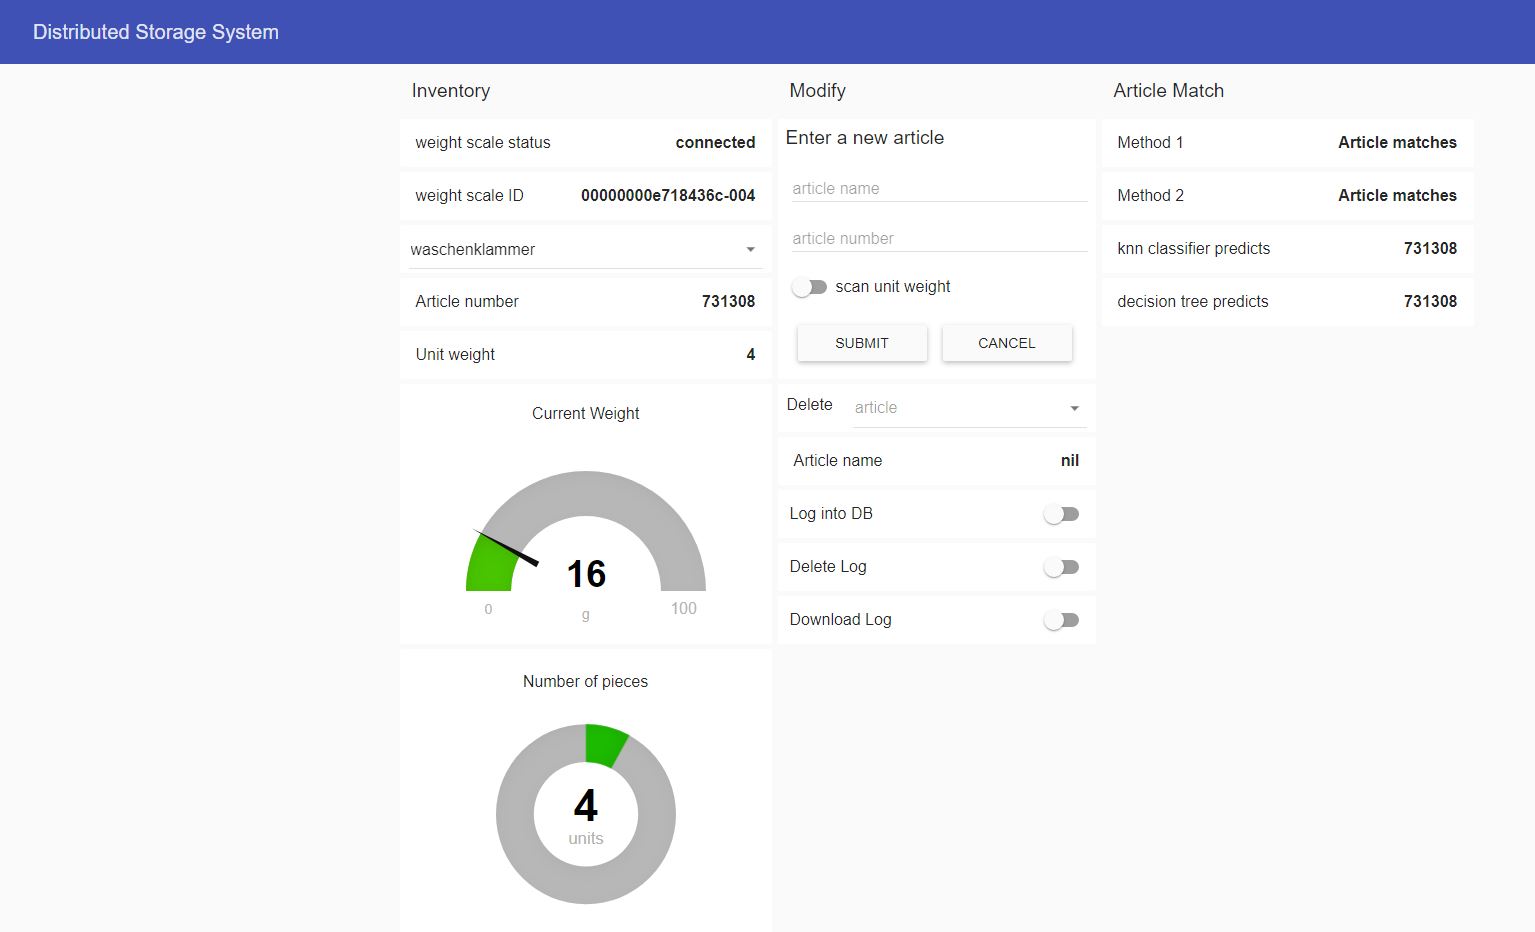 Distributed Storage System
Inventory
weight scale status connected
weight scale ID 00000000e718436c-004
waschenklammer
Article number 731308
Unit weight 4
Current Weight
16
0 g 100
Number of pieces
4
units
Modify
Enter a new article
article name
article number
scan unit weight
SUBMIT CANCEL
Delete article
Article name nil
Log into DB
Delete Log
Download Log
Article Match
Method 1 Article matches
Method 2 Article matches
knn classifier predicts 731308
decision tree predicts 731308